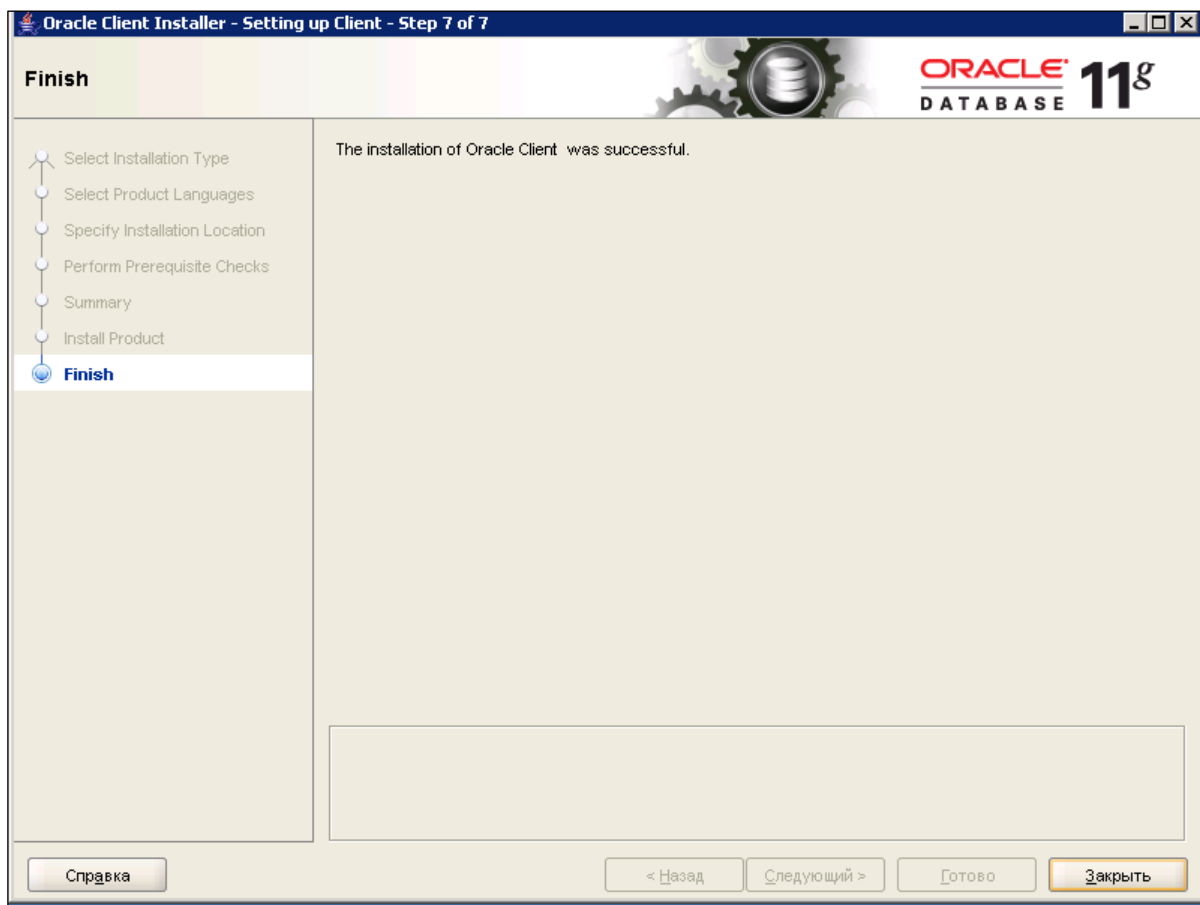 Oracle Client Installer - Setting up Client - Step 7 of 7
Finish
ORACLE
DATABASE
11g
Select Installation Type
Select Product Languages
Specify Installation Location
Perform Prerequisite Checks
Summary
Install Product
Finish
The installation of Oracle Client  was successful.
Справка
< Назад
Следующий >
Готово
Закрыть